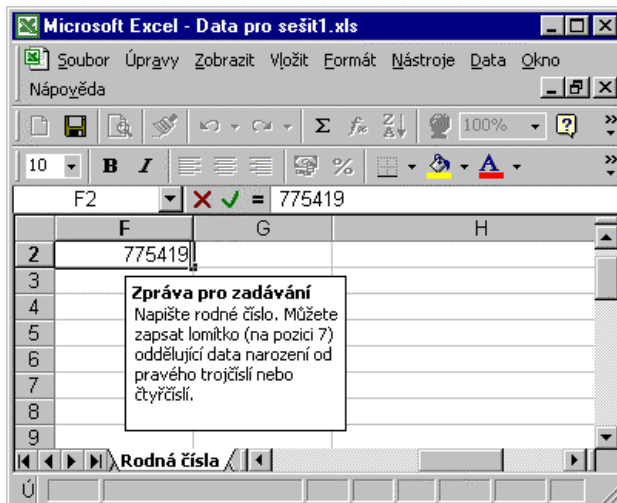 Microsoft Excel - Data pro sešit1.xls
Soubor Úpravy Zobrazit Vložit Formát Nástroje Data Okno
Nápověda
100%
10 B I % A
F2 = 775419
F G H
2 775419
3
4
5
6
7
8
9
Zpráva pro zadávání
Napište rodné číslo. Můžete
zapsat lomítko (na pozici 7)
oddělující data narození od
pravého trojčíslí nebo
čtyřčíslí.
Rodná čísla
Ú